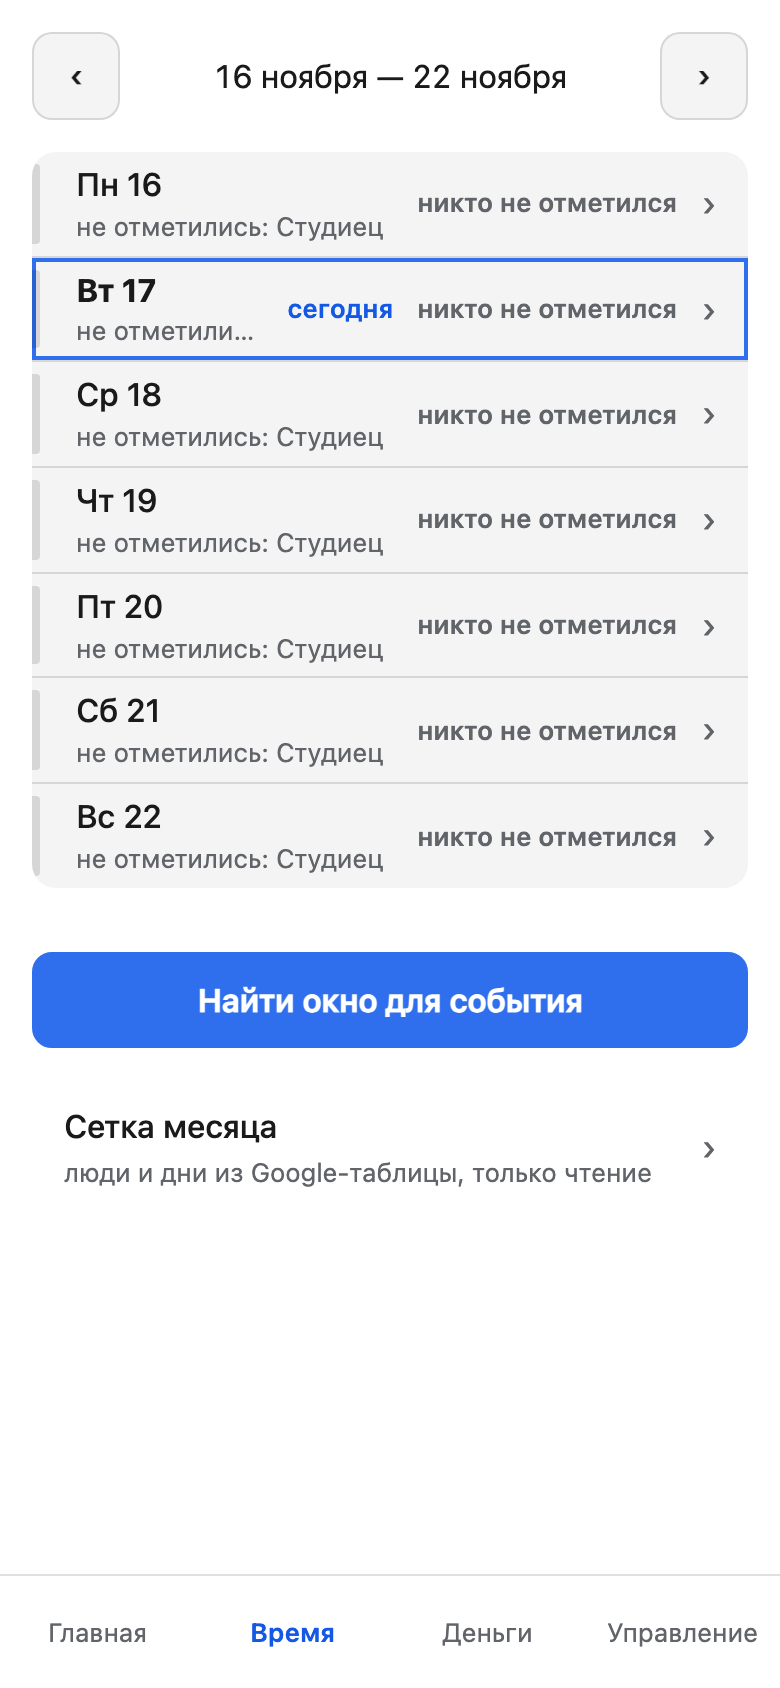 ‹ 16 ноября — 22 ноября ›
Пн 16
не отметились: Студиец
никто не отметился ›
Вт 17
не отметили...
сегодня никто не отметился ›
Ср 18
не отметились: Студиец
никто не отметился ›
Чт 19
не отметились: Студиец
никто не отметился ›
Пт 20
не отметились: Студиец
никто не отметился ›
Сб 21
не отметились: Студиец
никто не отметился ›
Вс 22
не отметились: Студиец
никто не отметился ›
Найти окно для события
Сетка месяца
люди и дни из Google-таблицы, только чтение ›
Главная Время Деньги Управление